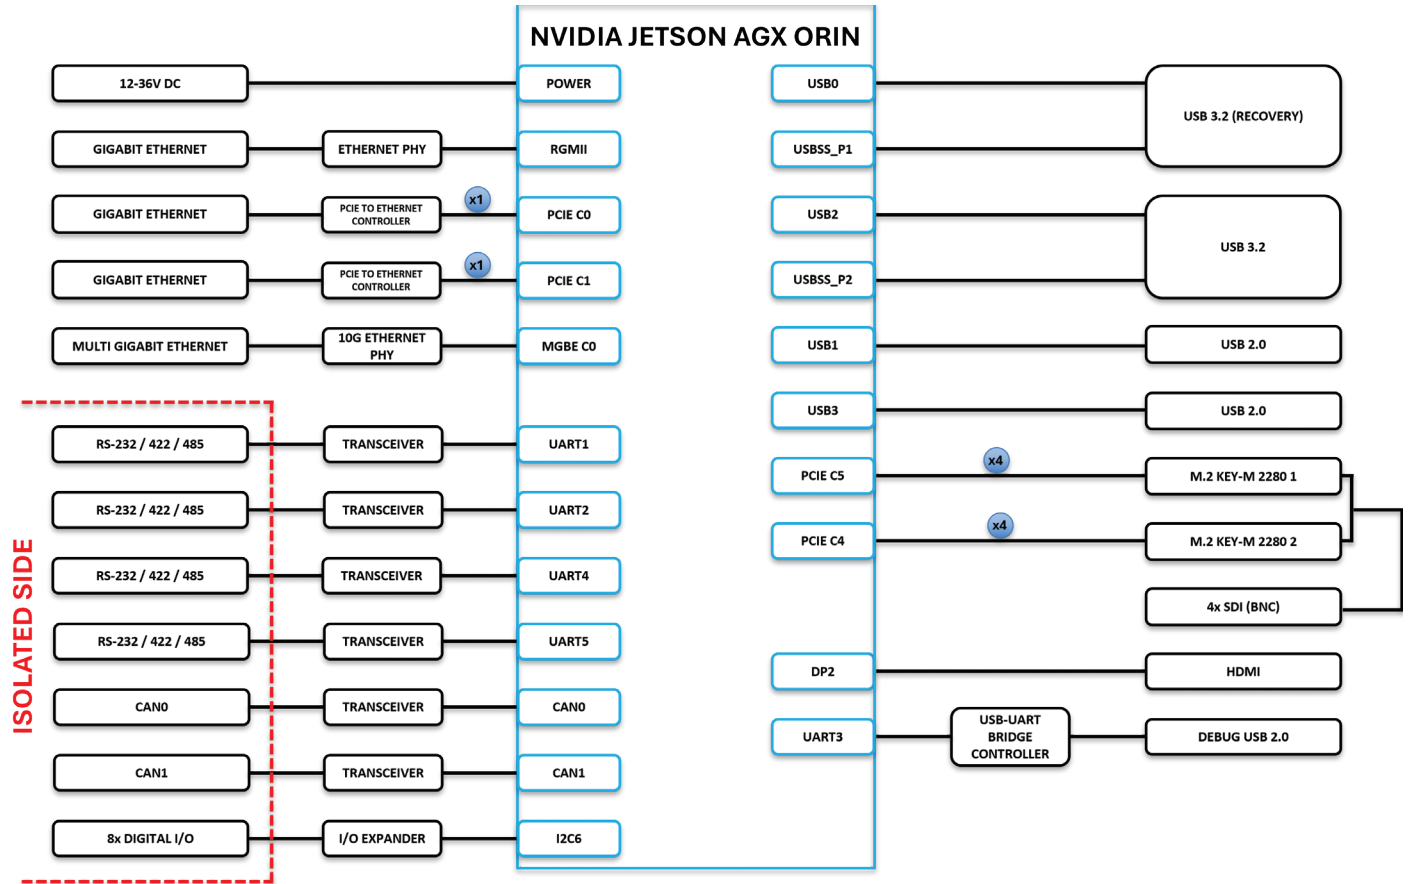 NVIDIA JETSON AGX ORIN
12-36V DC
POWER
GIGABIT ETHERNET
ETHERNET PHY
RGMII
GIGABIT ETHERNET
PCIE TO ETHERNET
CONTROLLER
x1
PCIE C0
GIGABIT ETHERNET
PCIE TO ETHERNET
CONTROLLER
x1
PCIE C1
MULTI GIGABIT ETHERNET
10G ETHERNET
PHY
MGBE C0
ISOLATED SIDE
RS-232 / 422 / 485
TRANSCEIVER
UART1
RS-232 / 422 / 485
TRANSCEIVER
UART2
RS-232 / 422 / 485
TRANSCEIVER
UART4
RS-232 / 422 / 485
TRANSCEIVER
UART5
CAN0
TRANSCEIVER
CAN0
CAN1
TRANSCEIVER
CAN1
8x DIGITAL I/O
I/O EXPANDER
I2C6
USB0
USBSS_P1
USB 3.2 (RECOVERY)
USB2
USBSS_P2
USB 3.2
USB1
USB 2.0
USB3
USB 2.0
PCIE C5
x4
M.2 KEY-M 2280 1
PCIE C4
x4
M.2 KEY-M 2280 2
4x SDI (BNC)
DP2
HDMI
UART3
USB-UART
BRIDGE
CONTROLLER
DEBUG USB 2.0